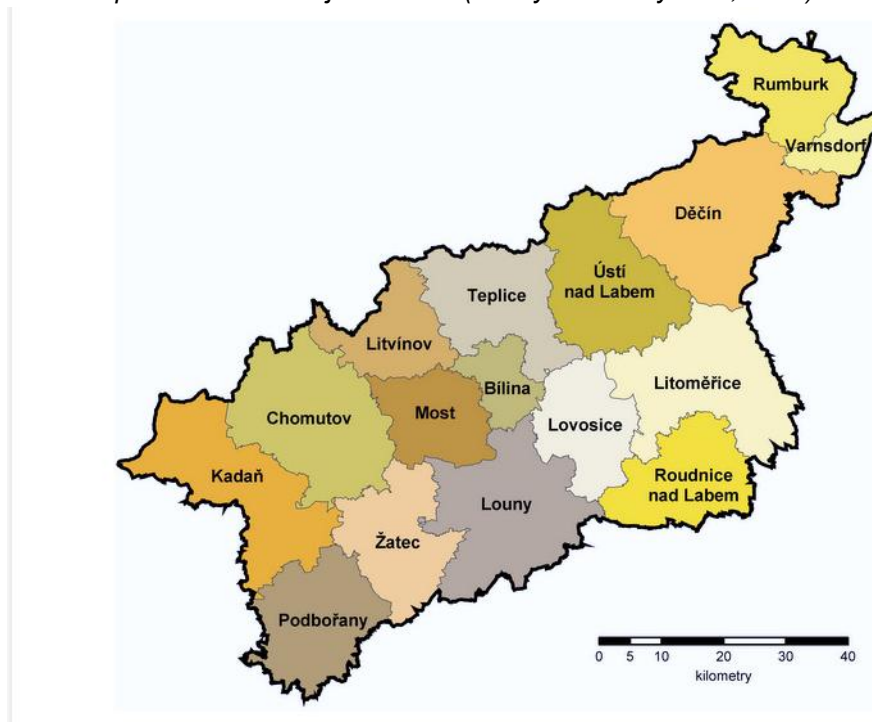 Rumburk
Varnsdorf
Děčín
Ústí
nad Labem
Teplice
Litvínov
Bílina
Litoměřice
Chomutov
Most
Lovosice
Kadaň
Roudnice
nad Labem
Louny
Žatec
Podbořany
0 5 10 20 30 40
kilometry